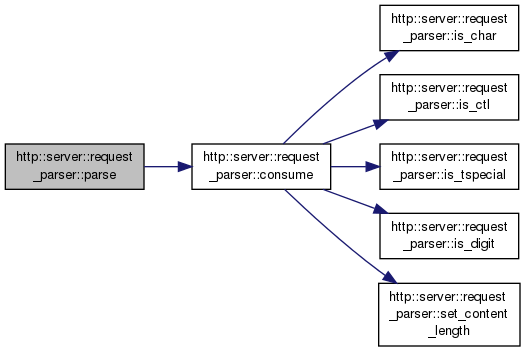 http::server::request
_parser::parse
http::server::request
_parser::consume
http::server::request
_parser::is_char
http::server::request
_parser::is_ctl
http::server::request
_parser::is_tspecial
http::server::request
_parser::is_digit
http::server::request
_parser::set_content
_length